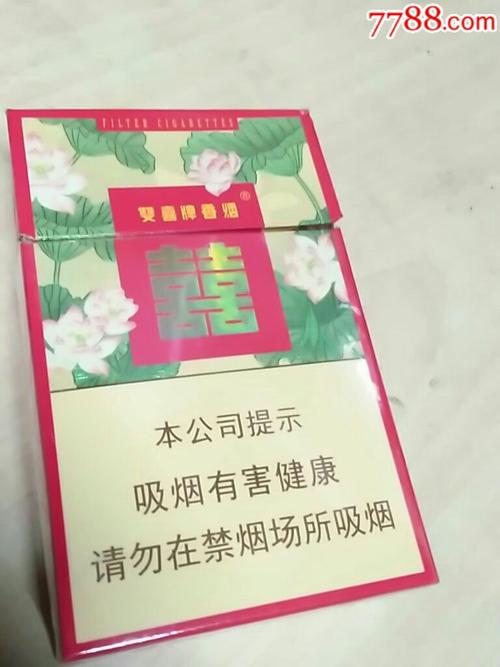 7788.com
FILTER CIGARETTES
雙喜牌香烟
®
囍
本公司提示
吸烟有害健康
请勿在禁烟场所吸烟